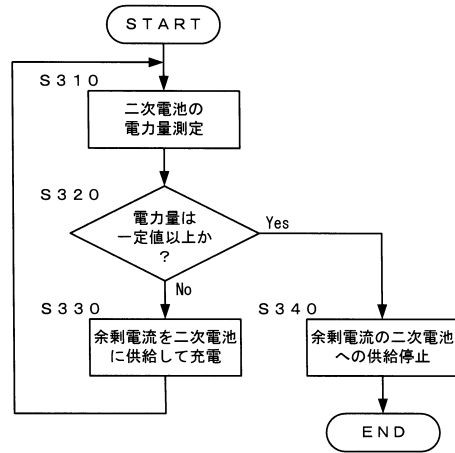 ＳＴＡＲＴ
Ｓ３１０
二次電池の
電力量測定
Ｓ３２０
電力量は
一定値以上か
？
Yes
No
Ｓ３３０
余剰電流を二次電池
に供給して充電
Ｓ３４０
余剰電流の二次電池
への供給停止
ＥＮＤ